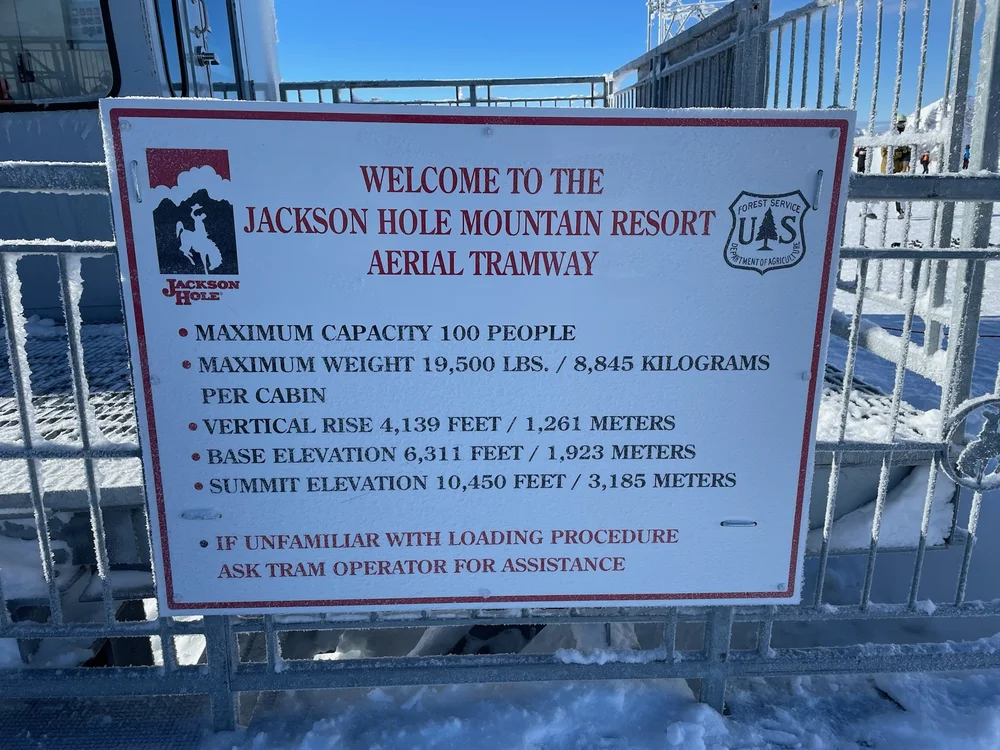 WELCOME TO THE
JACKSON HOLE MOUNTAIN RESORT
AERIAL TRAMWAY
JACKSON
HOLE
FOREST SERVICE
US
DEPARTMENT OF AGRICULTURE
• MAXIMUM CAPACITY 100 PEOPLE
• MAXIMUM WEIGHT 19,500 LBS. / 8,845 KILOGRAMS
PER CABIN
• VERTICAL RISE 4,139 FEET / 1,261 METERS
• BASE ELEVATION 6,311 FEET / 1,923 METERS
• SUMMIT ELEVATION 10,450 FEET / 3,185 METERS
• IF UNFAMILIAR WITH LOADING PROCEDURE
ASK TRAM OPERATOR FOR ASSISTANCE